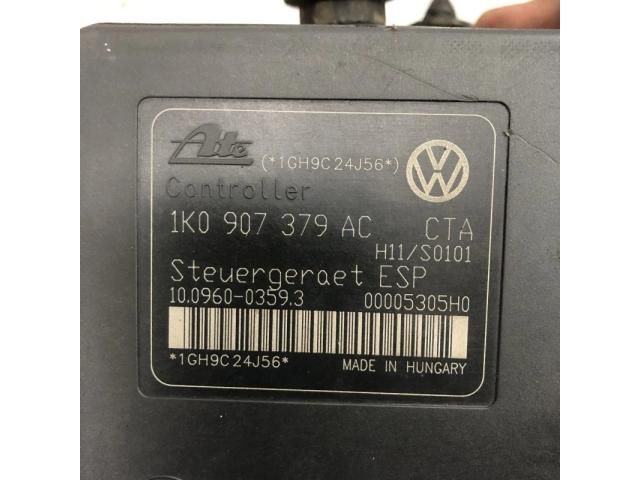 Ate (*1GH9C24J56*)
Controller
1K0 907 379 AC CTA
H11/S0101
Steuergeraet ESP
10.0960-0359.3 00005305H0
*1GH9C24J56* MADE IN HUNGARY